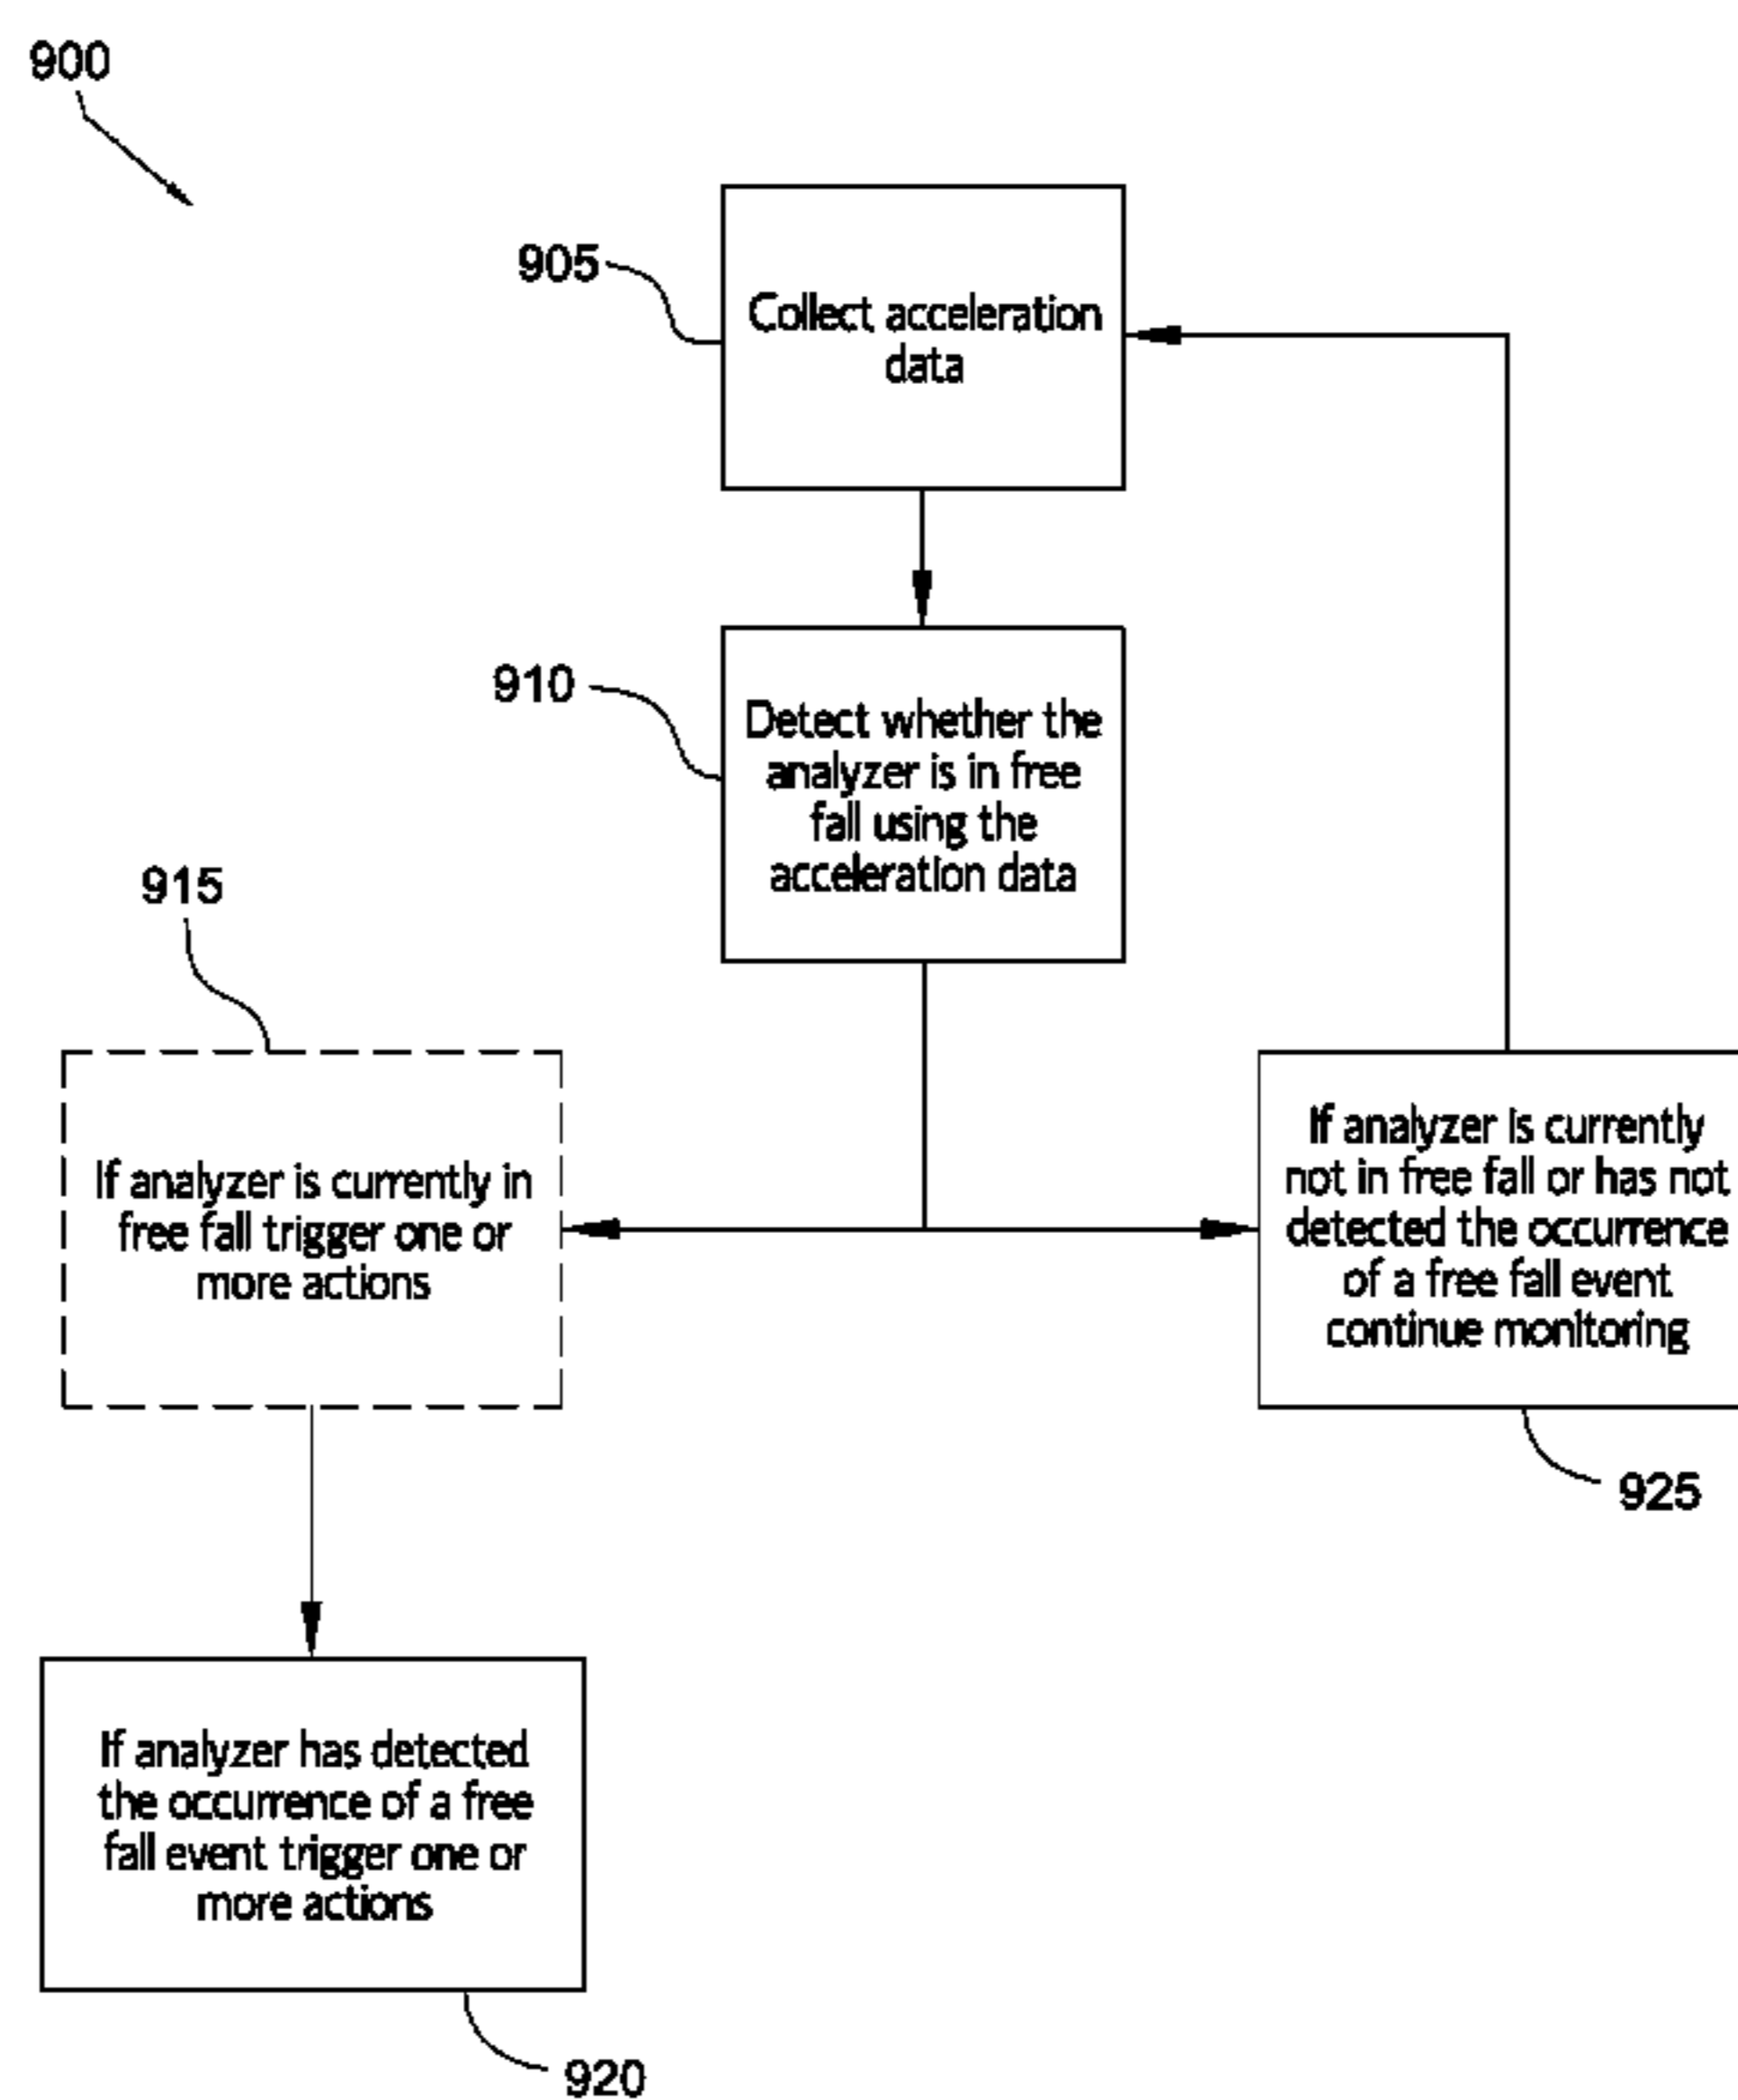 900
905
Collect acceleration
data
910
Detect whether the
analyzer is in free
fall using the
acceleration data
915
If analyzer is currently in
free fall trigger one or
more actions
If analyzer is currently
not in free fall or has not
detected the occurrence
of a free fall event
continue monitoring
925
If analyzer has detected
the occurrence of a free
fall event trigger one or
more actions
920